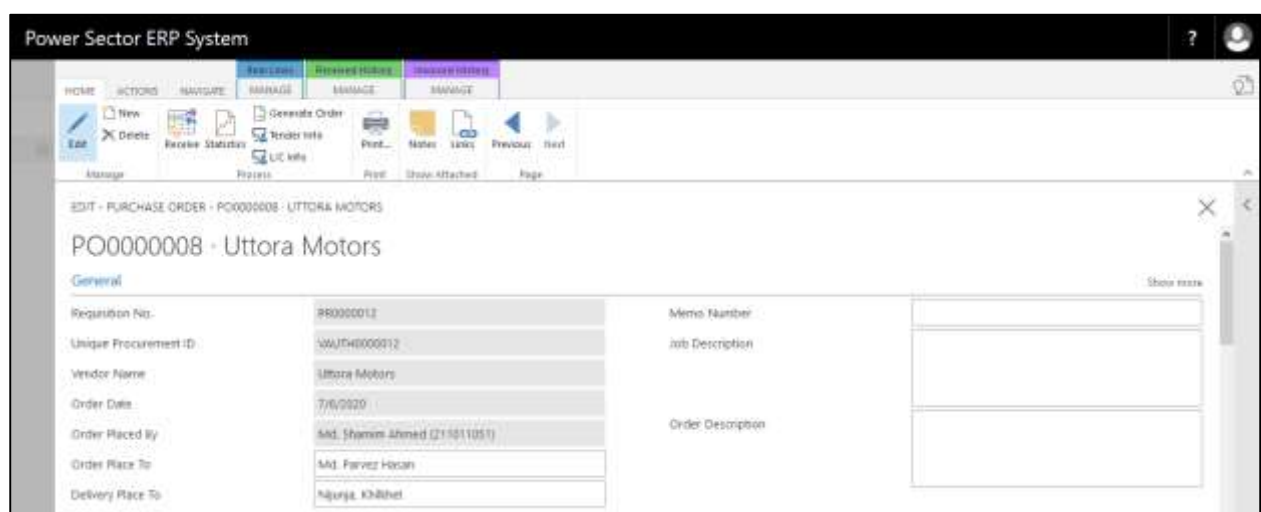 Power Sector ERP System ?
HOME ACTIONS NAVIGATE MANAGE MANAGE MANAGE
New
Delete
Edit
Receive Statistics
Generate Order
Tender Info
L/C Info
Print...
Notes Links
Previous Next
Manage Process Print Show Attached Page
EDIT - PURCHASE ORDER - PO0000008 · UTTORA MOTORS
PO0000008 · Uttora Motors
General Show more
Requisition No. PR0000012 Memo Number
Unique Procurement ID VAUTH0000012 Job Description
Vendor Name Uttora Motors
Order Date 7/6/2020
Order Placed By Md. Shamim Ahmed (211011051) Order Description
Order Place To Md. Parvez Hasan
Delivery Place To Khilkhet